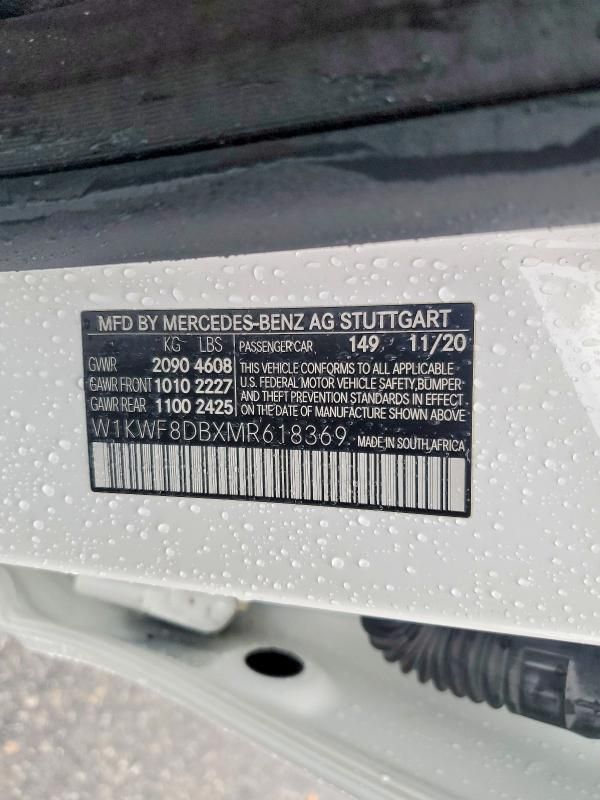 MFD BY MERCEDES-BENZ AG STUTTGART
KG LBS PASSENGER CAR 149 11/20
GVWR 2090 4608 THIS VEHICLE CONFORMS TO ALL APPLICABLE
GAWR FRONT 1010 2227 U.S. FEDERAL MOTOR VEHICLE SAFETY, BUMPER
GAWR REAR 1100 2425 AND THEFT PREVENTION STANDARDS IN EFFECT
ON THE DATE OF MANUFACTURE SHOWN ABOVE
W1KWF8DBXMR618369 MADE IN SOUTH AFRICA